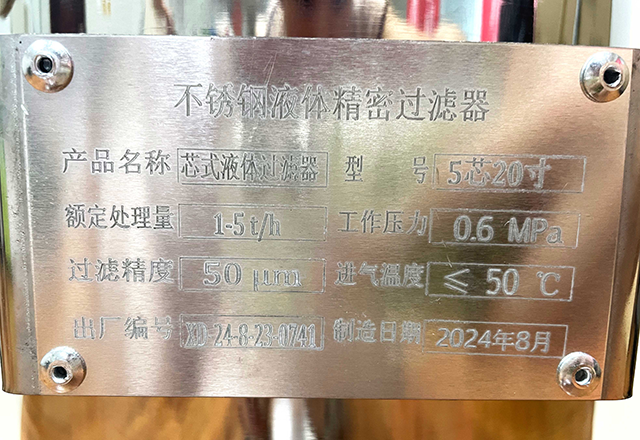 不锈钢液体精密过滤器
产品名称 芯式液体过滤器 型号 5芯20寸
额定处理量 1-5t/h 工作压力 0.6 MPa
过滤精度 50 μm 进气温度 ≤ 50 ℃
出厂编号 XD-24-8-23-0741 制造日期 2024年8月